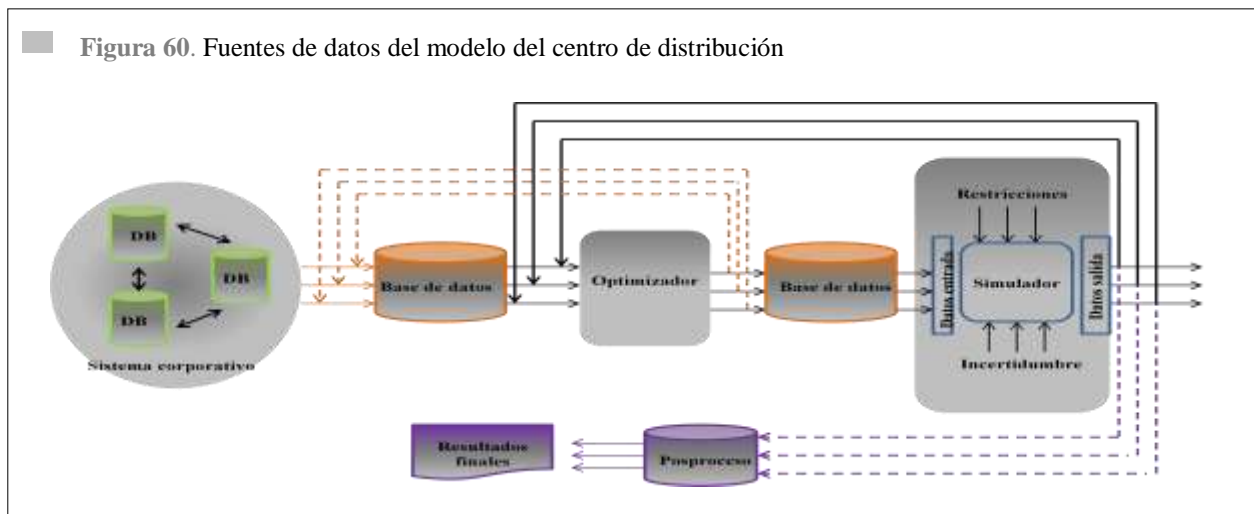 Figura 60. Fuentes de datos del modelo del centro de distribución
Restricciones
DB
DB
DB
Sistema corporativo
Base de datos
Optimizador
Base de datos
Datos entrada
Simulador
Datos salida
Incertidumbre
Resultados
finales
Posproceso